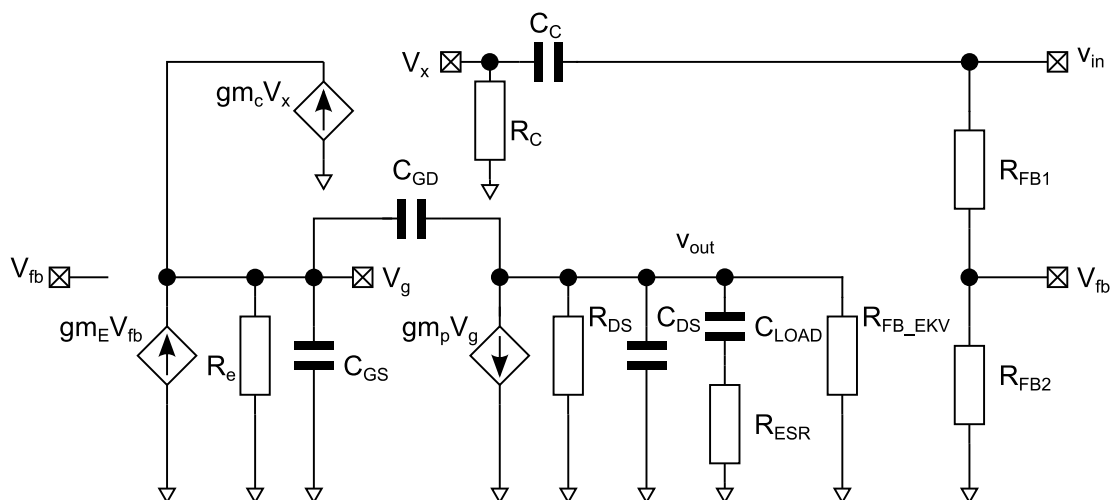 C_C
V_x
v_in
gm_cV_x
R_C
C_GD
R_FB1
V_fb
V_g
v_out
V_fb
gm_EV_fb
R_e
C_GS
gm_pV_g
R_DS
C_DS
C_LOAD
R_FB_EKV
R_FB2
R_ESR